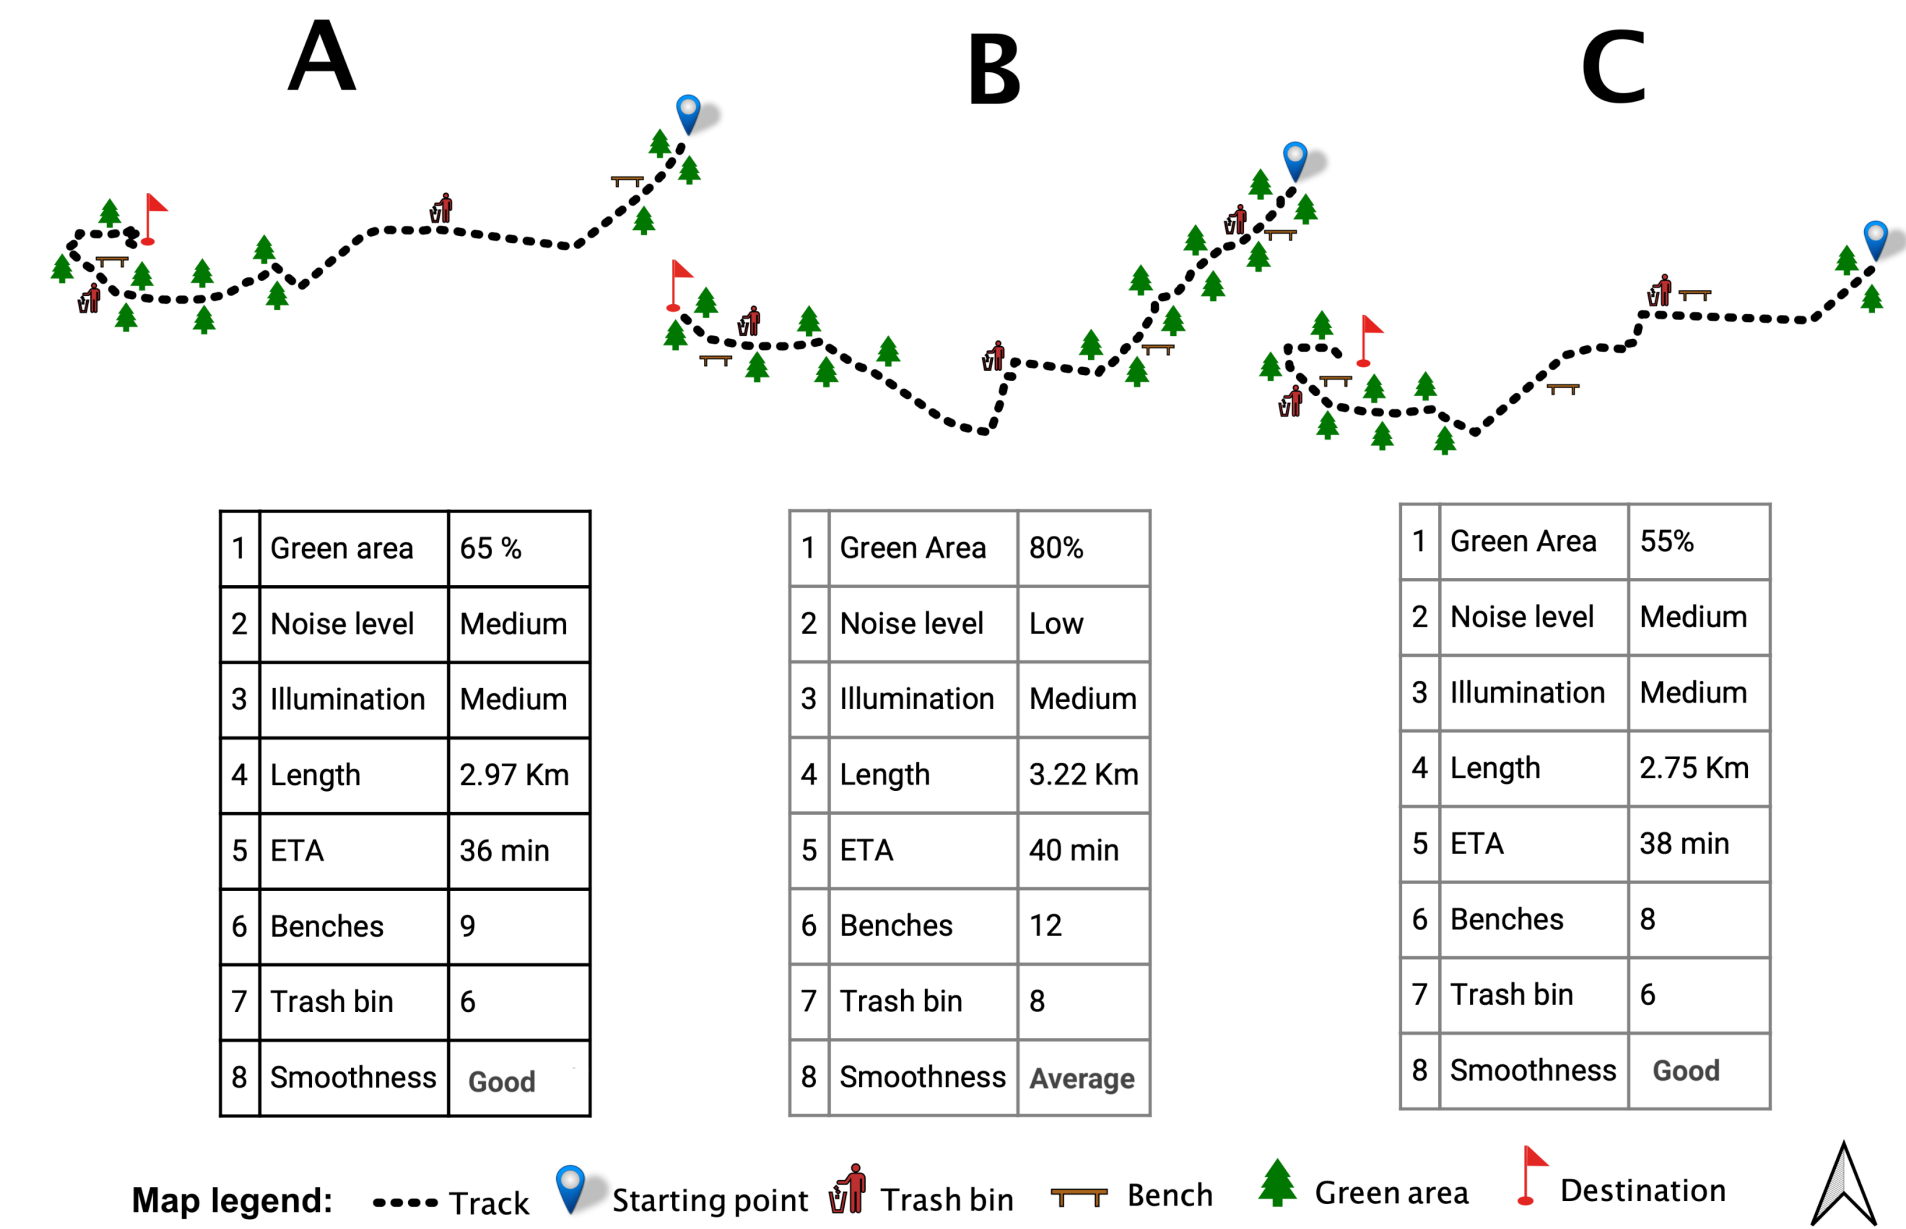 A
B
C
1 Green area 65 %
2 Noise level Medium
3 Illumination Medium
4 Length 2.97 Km
5 ETA 36 min
6 Benches 9
7 Trash bin 6
8 Smoothness Good
1 Green Area 80%
2 Noise level Low
3 Illumination Medium
4 Length 3.22 Km
5 ETA 40 min
6 Benches 12
7 Trash bin 8
8 Smoothness Average
1 Green Area 55%
2 Noise level Medium
3 Illumination Medium
4 Length 2.75 Km
5 ETA 38 min
6 Benches 8
7 Trash bin 6
8 Smoothness Good
Map legend: Track Starting point Trash bin Bench Green area Destination